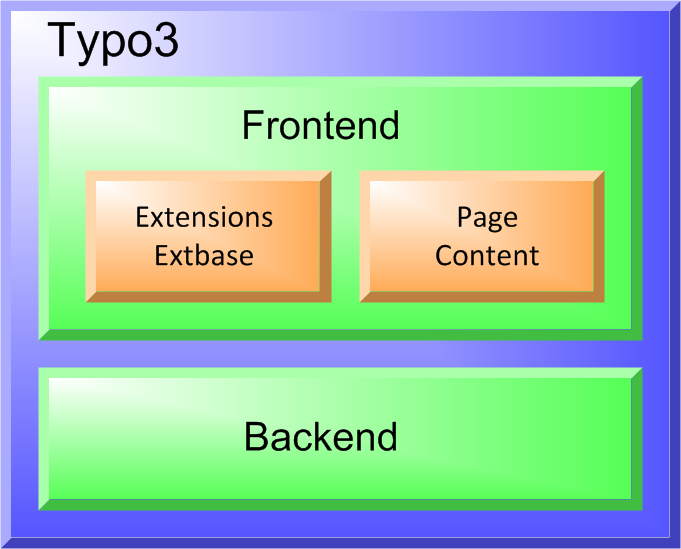 Typo3
Frontend
Extensions
Extbase
Page
Content
Backend